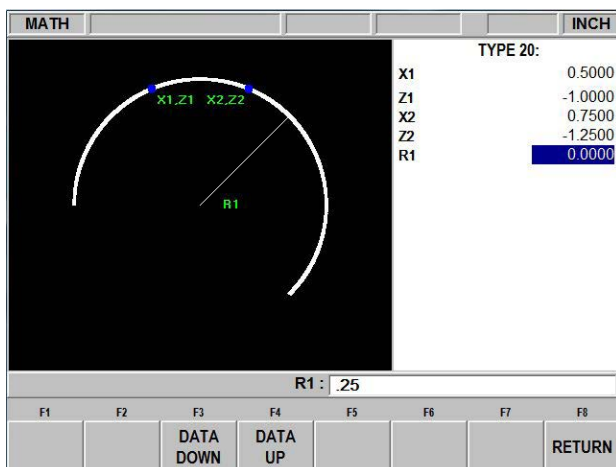 MATH INCH
TYPE 20:
X1 0.5000
Z1 -1.0000
X2 0.7500
Z2 -1.2500
R1 0.0000
X1,Z1 X2,Z2
R1
R1 : .25
F1 F2 F3 F4 F5 F6 F7 F8
DATA DOWN DATA UP RETURN